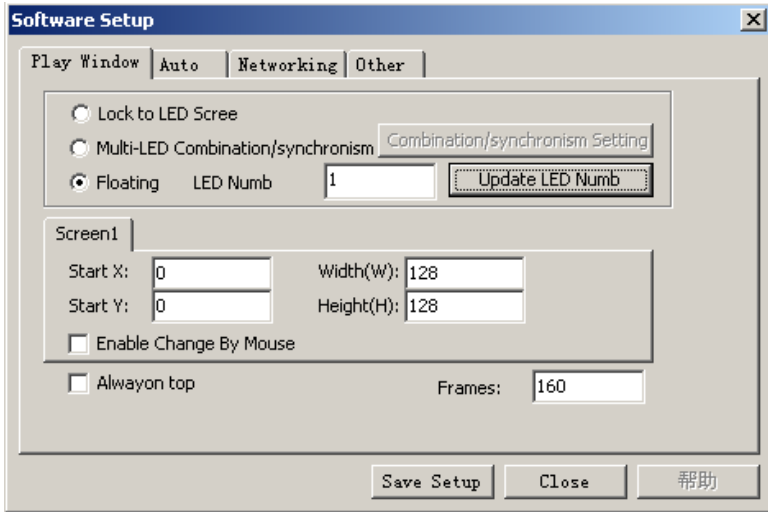 Software Setup
Play Window Auto Networking Other
Lock to LED Scree
Multi-LED Combination/synchronism Combination/synchronism Setting
Floating LED Numb 1 Update LED Numb
Screen1
Start X: 0 Width(W): 128
Start Y: 0 Height(H): 128
Enable Change By Mouse
Alwayon top Frames: 160
Save Setup Close 帮助